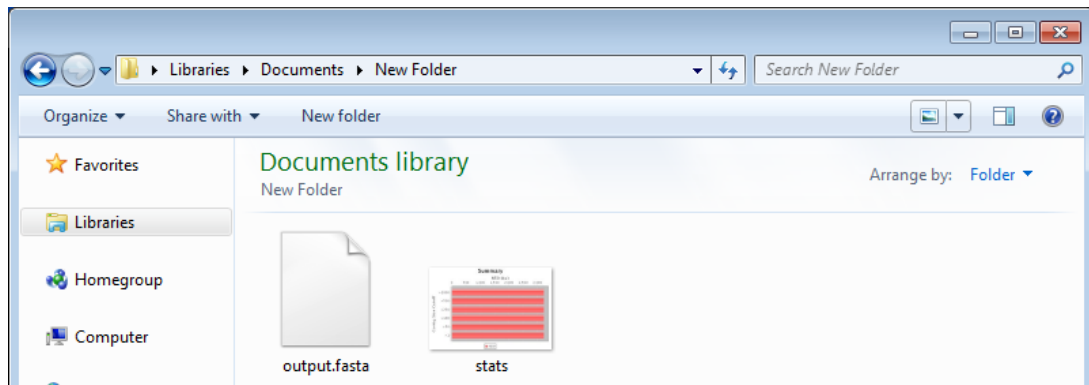 Libraries Documents New Folder
Search New Folder
Organize Share with New folder
Documents library
New Folder
Arrange by: Folder
Favorites
Libraries
Homegroup
Computer
Summary
output.fasta
stats